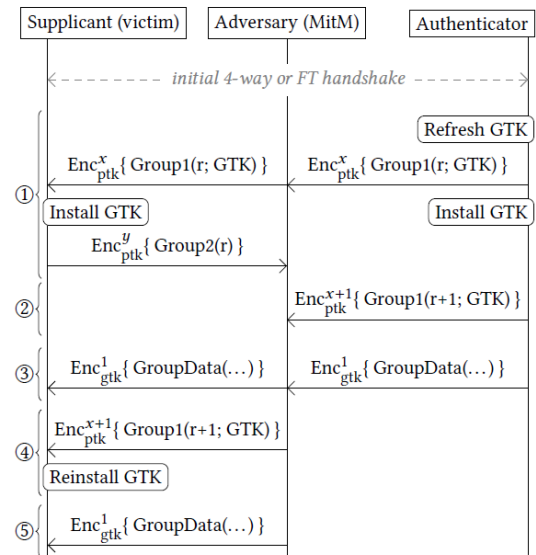 Supplicant (victim) Adversary (MitM) Authenticator
initial 4-way or FT handshake
Refresh GTK
Enc^x_ptk{ Group1(r; GTK) } Enc^x_ptk{ Group1(r; GTK) }
①
Install GTK Install GTK
Enc^y_ptk{ Group2(r) }
② Enc^x+1_ptk{ Group1(r+1; GTK) }
③ Enc^1_gtk{ GroupData(…) } Enc^1_gtk{ GroupData(…) }
④ Enc^x+1_ptk{ Group1(r+1; GTK) }
Reinstall GTK
⑤ Enc^1_gtk{ GroupData(…) }